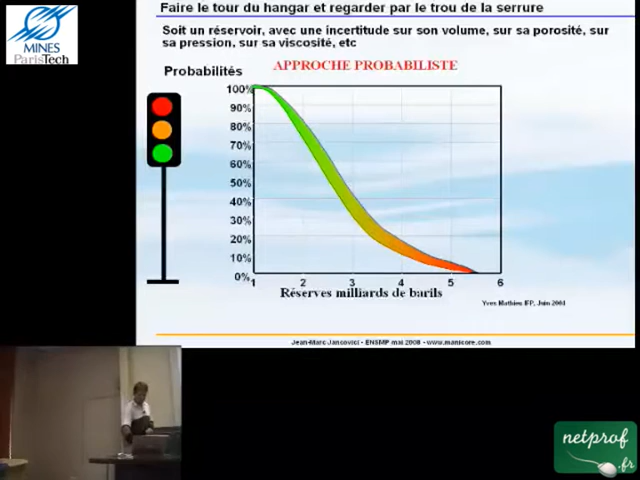 Faire le tour du hangar et regarder par le trou de la serrure
MINES
ParisTech
Soit un réservoir, avec une incertitude sur son volume, sur sa porosité, sur
sa pression, sur sa viscosité, etc
Probabilités
APPROCHE PROBABILISTE
100%
90%
80%
70%
60%
50%
40%
30%
20%
10%
0%
1 2 3 4 5 6
Réserves milliards de barils
Yves Mathieu IFP, Juin 2004
Jean-Marc Jancovici - ENSMP mai 2008 - www.manicore.com
netprof
.fr